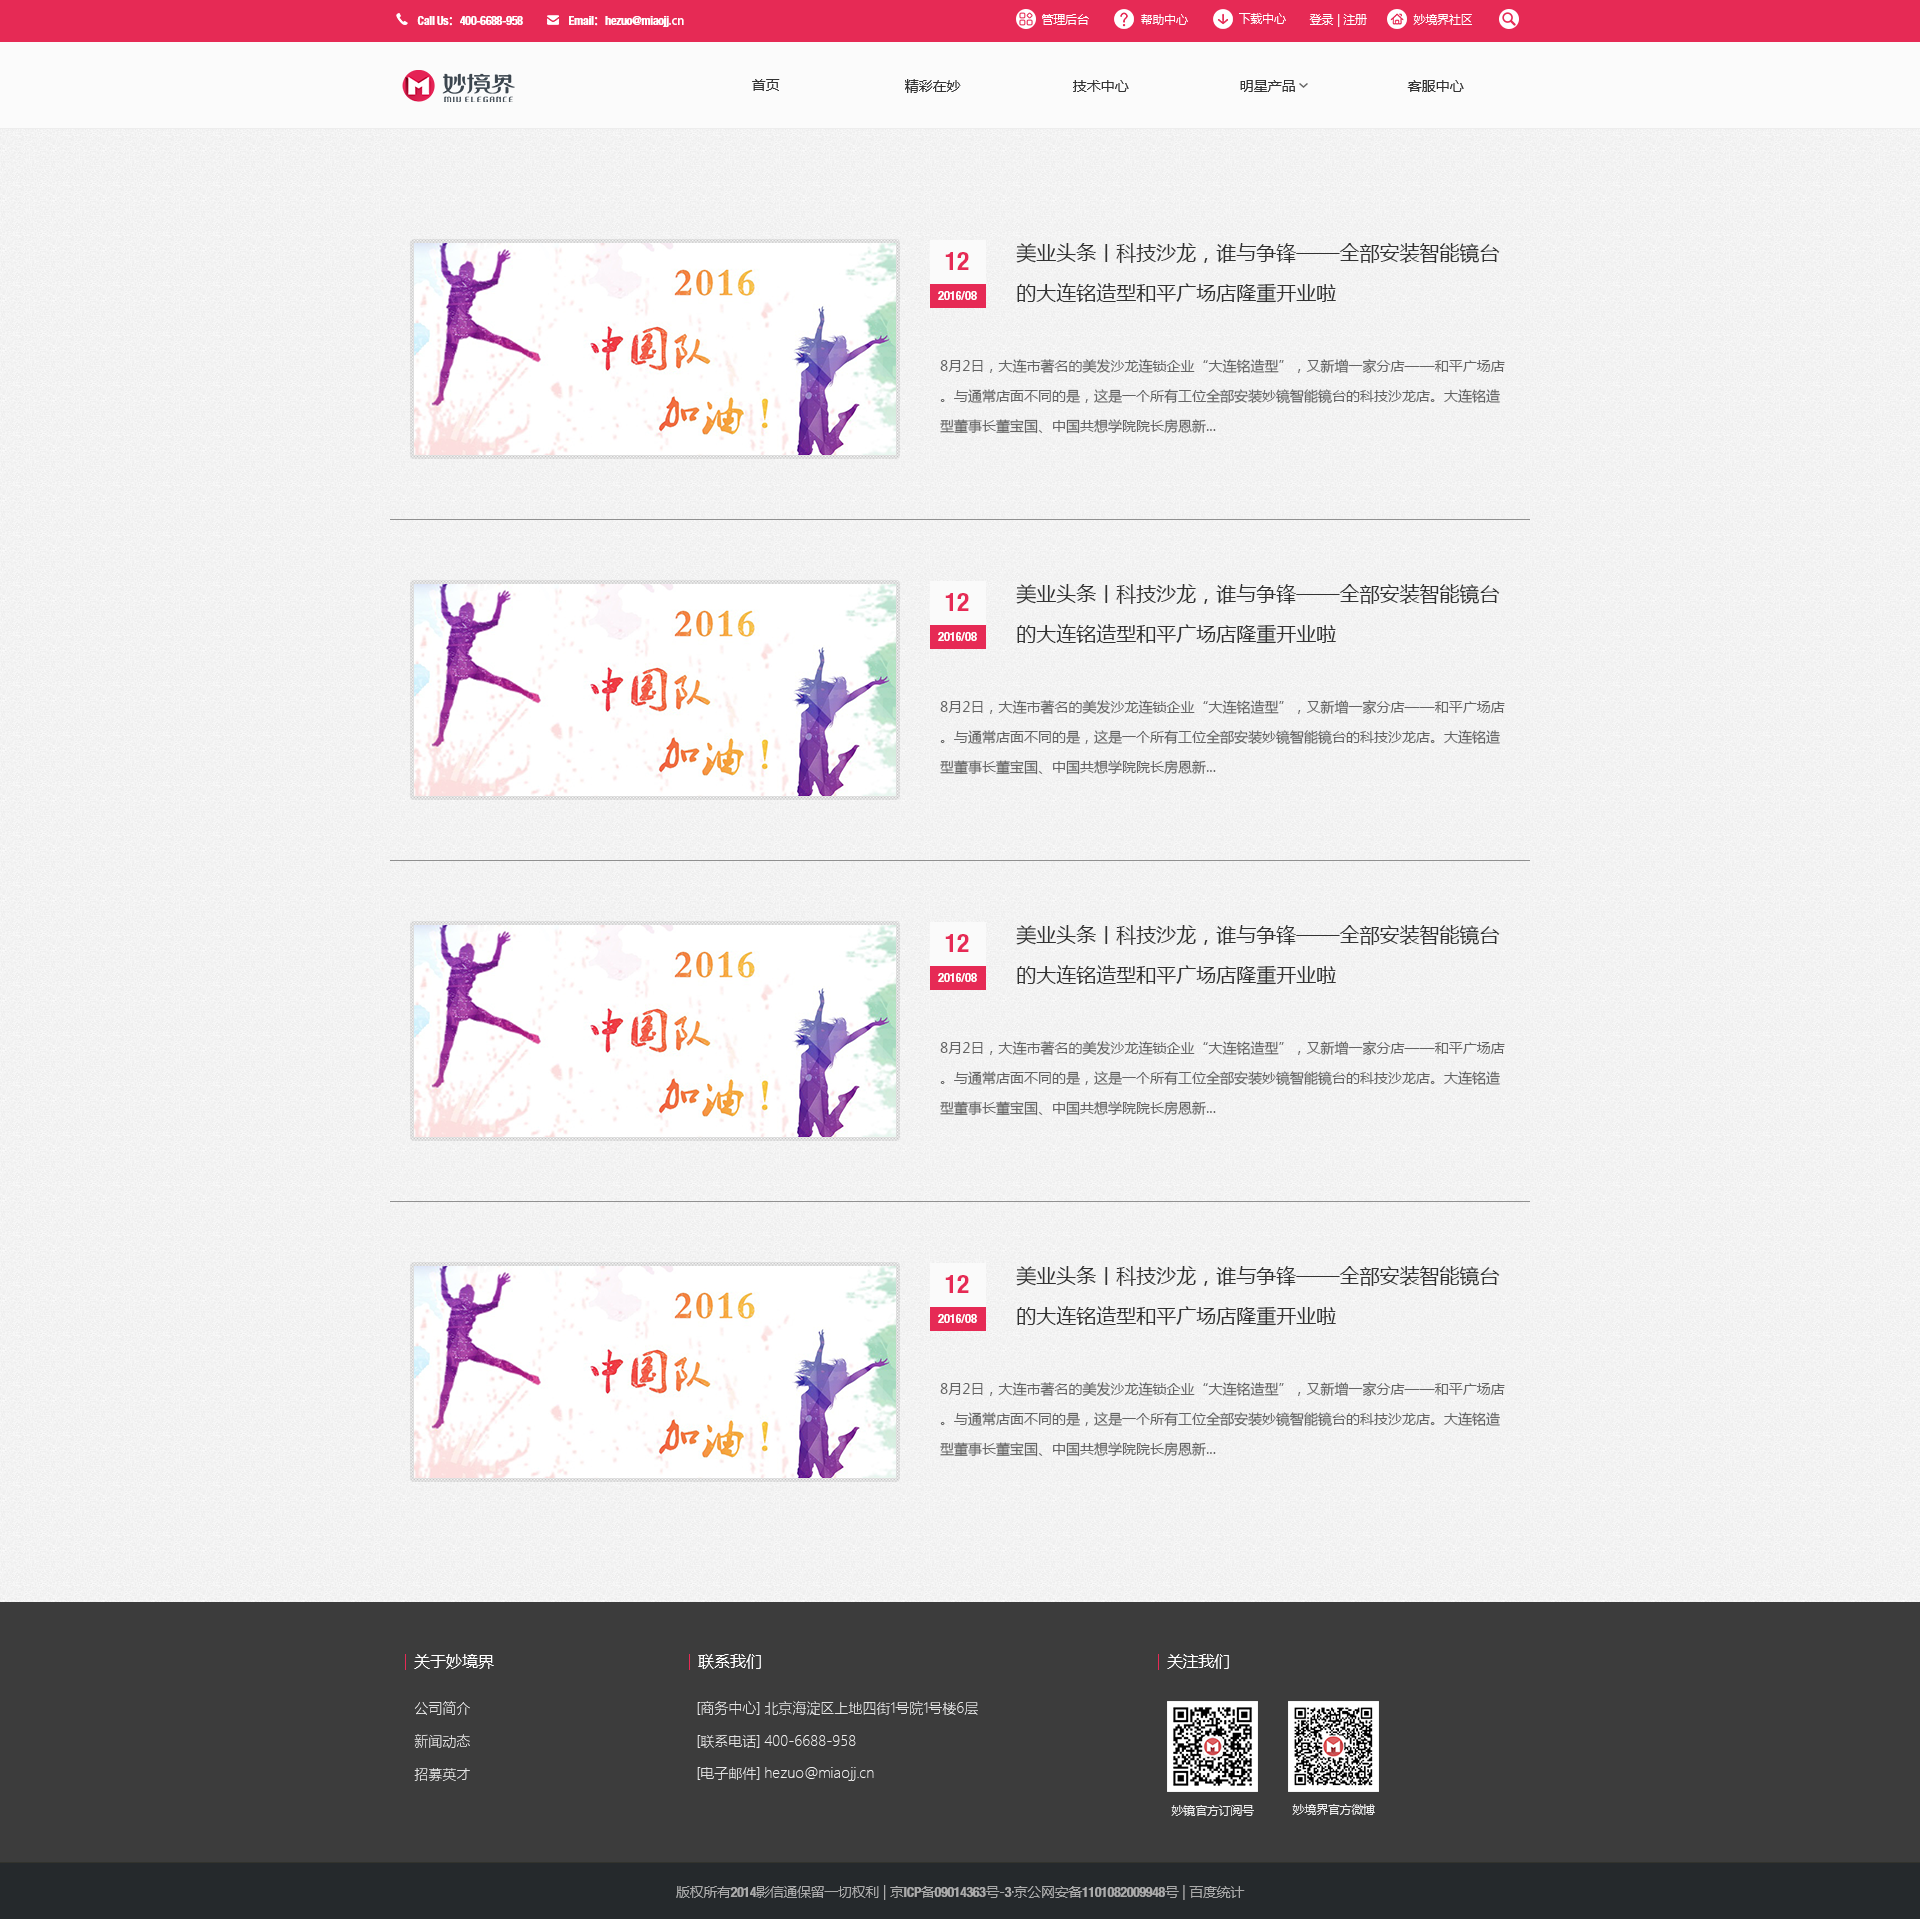 Call Us：400-6688-958
Email：hezuo@miaojj.cn
管理后台
帮助中心
下载中心
登录 | 注册
妙境界社区
妙境界
MIU ELEGANCE
首页
精彩在妙
技术中心
明星产品
客服中心
2016
中国队
加油！
12
2016/08
美业头条丨科技沙龙，谁与争锋——全部安装智能镜台
的大连铭造型和平广场店隆重开业啦
8月2日，大连市著名的美发沙龙连锁企业“大连铭造型”，又新增一家分店——和平广场店
。与通常店面不同的是，这是一个所有工位全部安装妙镜智能镜台的科技沙龙店。大连铭造
型董事长董宝国、中国共想学院院长房恩新...
2016
中国队
加油！
12
2016/08
美业头条丨科技沙龙，谁与争锋——全部安装智能镜台
的大连铭造型和平广场店隆重开业啦
8月2日，大连市著名的美发沙龙连锁企业“大连铭造型”，又新增一家分店——和平广场店
。与通常店面不同的是，这是一个所有工位全部安装妙镜智能镜台的科技沙龙店。大连铭造
型董事长董宝国、中国共想学院院长房恩新...
2016
中国队
加油！
12
2016/08
美业头条丨科技沙龙，谁与争锋——全部安装智能镜台
的大连铭造型和平广场店隆重开业啦
8月2日，大连市著名的美发沙龙连锁企业“大连铭造型”，又新增一家分店——和平广场店
。与通常店面不同的是，这是一个所有工位全部安装妙镜智能镜台的科技沙龙店。大连铭造
型董事长董宝国、中国共想学院院长房恩新...
2016
中国队
加油！
12
2016/08
美业头条丨科技沙龙，谁与争锋——全部安装智能镜台
的大连铭造型和平广场店隆重开业啦
8月2日，大连市著名的美发沙龙连锁企业“大连铭造型”，又新增一家分店——和平广场店
。与通常店面不同的是，这是一个所有工位全部安装妙镜智能镜台的科技沙龙店。大连铭造
型董事长董宝国、中国共想学院院长房恩新...
关于妙境界
公司简介
新闻动态
招募英才
联系我们
[商务中心] 北京海淀区上地四街1号院1号楼6层
[联系电话] 400-6688-958
[电子邮件] hezuo@miaojj.cn
关注我们
妙镜官方订阅号
妙境界官方微博
版权所有2014影信通保留一切权利 | 京ICP备09014363号-3·京公网安备1101082009948号 | 百度统计